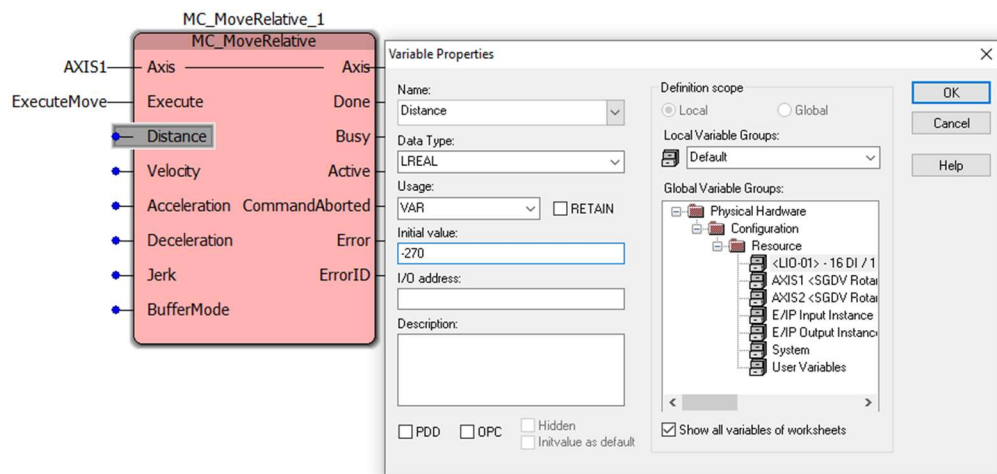 MC_MoveRelative_1
MC_MoveRelative
AXIS1
Axis
Axis
ExecuteMove
Execute
Done
Distance
Busy
Velocity
Active
Acceleration
CommandAborted
Deceleration
Error
Jerk
ErrorID
BufferMode
Variable Properties
Name:
Distance
Data Type:
LREAL
Usage:
VAR
RETAIN
Initial value:
-270
I/O address:
Description:
PDD
OPC
Hidden
Initvalue as default
Definition scope
Local
Global
Local Variable Groups:
Default
Global Variable Groups:
Physical Hardware
Configuration
Resource
<LIO-01> - 16 DI / 1
AXIS1 <SGDV Rotar
AXIS2 <SGDV Rotar
E/IP Input Instance
E/IP Output Instance
System
User Variables
Show all variables of worksheets
OK
Cancel
Help